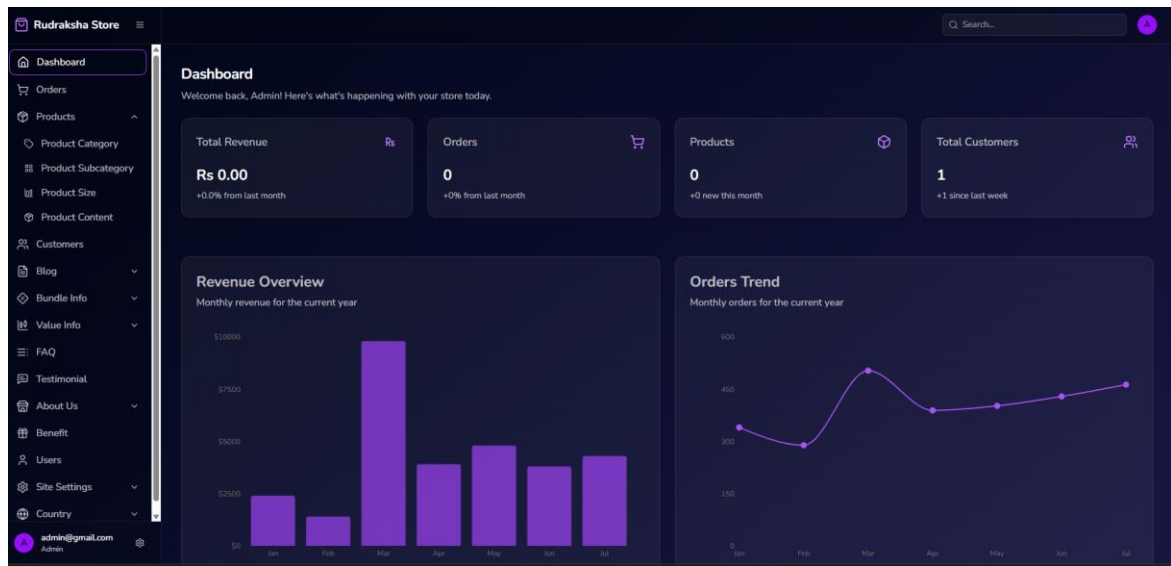 Rudraksha Store
Search...
A
Dashboard
Orders
Products
Product Category
Product Subcategory
Product Size
Product Content
Customers
Blog
Bundle Info
Value Info
FAQ
Testimonial
About Us
Benefit
Users
Site Settings
Country
A
admin@gmail.com
Admin
Dashboard
Welcome back, Admin! Here's what's happening with your store today.
Total Revenue
Rs
Rs 0.00
+0.0% from last month
Orders
0
+0% from last month
Products
0
+0 new this month
Total Customers
1
+1 since last week
Revenue Overview
Monthly revenue for the current year
$10000
$7500
$5000
$2500
$0
Jan Feb Mar Apr May Jun Jul
Orders Trend
Monthly orders for the current year
600
450
300
150
0
Jan Feb Mar Apr May Jun Jul